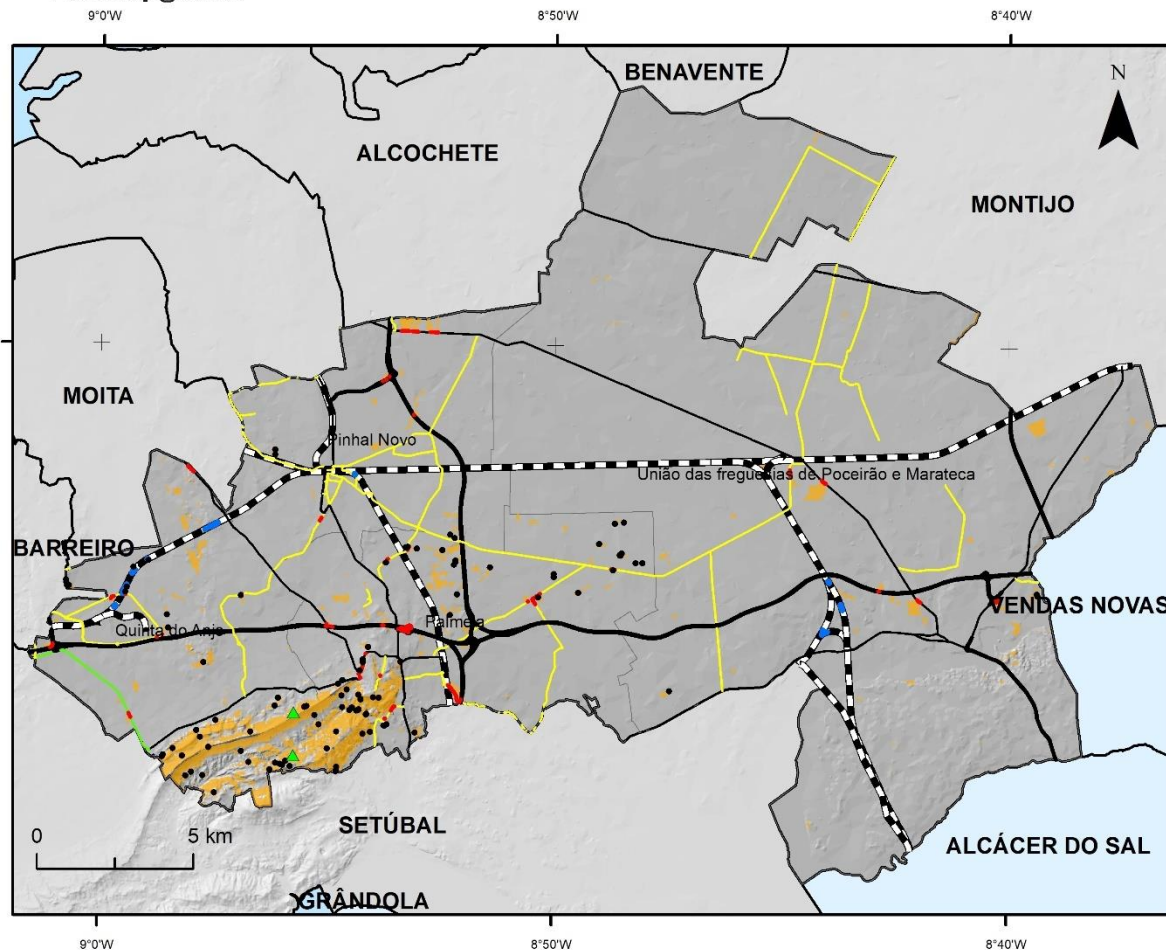 9°0'W
8°50'W
8°40'W
BENAVENTE
N
ALCOCHETE
MONTIJO
MOITA
Pinhal Novo
União das freguesias de Poceirão e Marateca
BARREIRO
VENDAS NOVAS
Quinta do Anjo
Palmela
0
5 km
SETÚBAL
ALCÁCER DO SAL
GRÂNDOLA
9°0'W
8°50'W
8°40'W